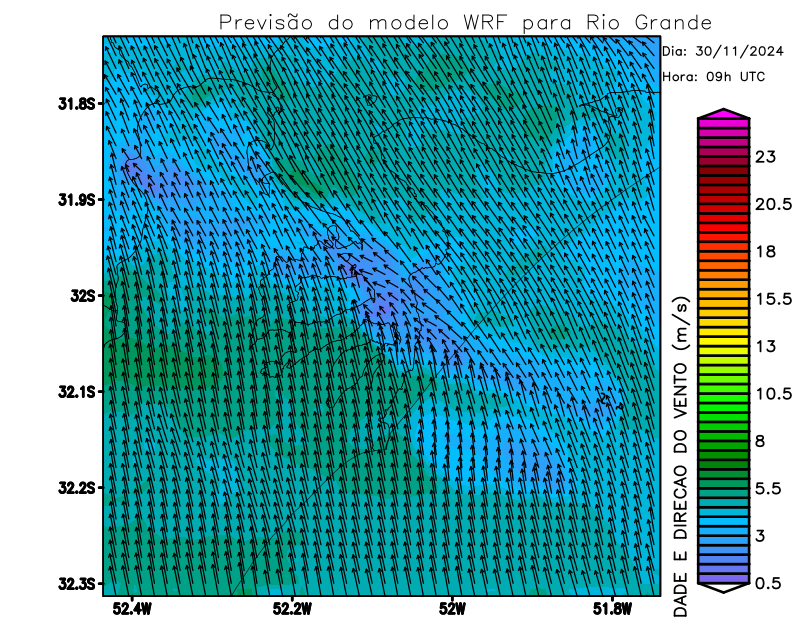 Previsão do modelo WRF para Rio Grande
Dia: 30/11/2024
Hora: 09h UTC
31.8S
31.9S
32S
32.1S
32.2S
32.3S
52.4W
52.2W
52W
51.8W
23
20.5
18
15.5
13
10.5
8
5.5
3
0.5
DADE E DIRECAO DO VENTO (m/s)